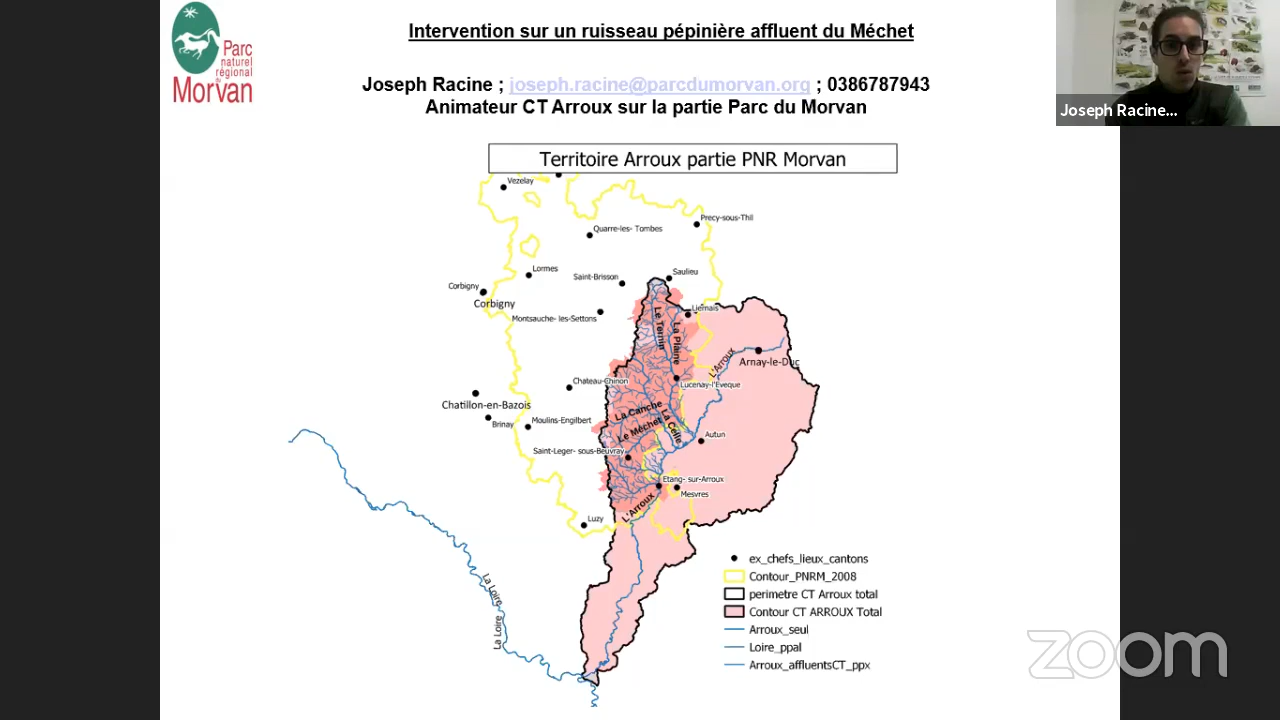 Intervention sur un ruisseau pépinière affluent du Méchet
Parc
naturel
régional
du
Morvan
Joseph Racine ; joseph.racine@parcdumorvan.org ; 0386787943
Animateur CT Arroux sur la partie Parc du Morvan
Joseph Racine...
Territoire Arroux partie PNR Morvan
Vezelay
Precy-sous-Thil
Quarre-les- Tombes
Lormes
Saint-Brisson
Saulieu
Corbigny
Corbigny
Liernais
Montsauche- les-Settons
Le Ternin
La Plaine
L'Arroux
Arnay-le-Duc
Chateau-Chinon
Lucenay-l'Eveque
Chatillon-en-Bazois
La Canche
Brinay
Moulins-Engilbert
Le Méchet
La Celle
Autun
Saint-Leger- sous-Beuvray
Etang- sur-Arroux
Mesvres
L'Arroux
Luzy
La Loire
La Loire
ex_chefs_lieux_cantons
Contour_PNRM_2008
perimetre CT Arroux total
Contour CT ARROUX Total
Arroux_seul
Loire_ppal
Arroux_affluentsCT_ppx
zoom